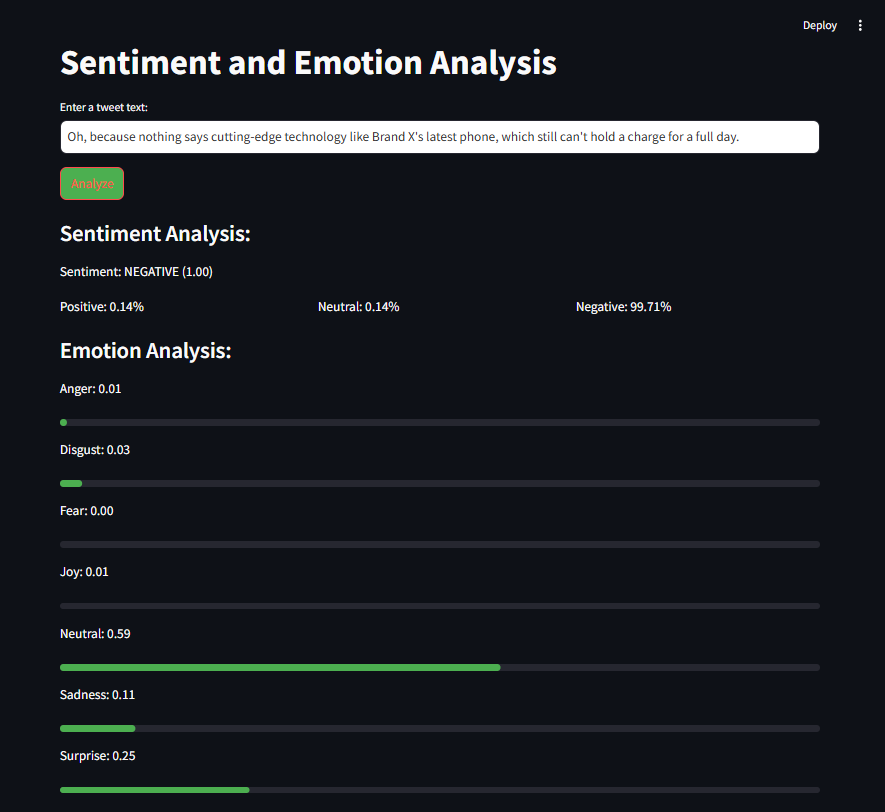 Deploy
Sentiment and Emotion Analysis
Enter a tweet text:
Oh, because nothing says cutting-edge technology like Brand X's latest phone, which still can't hold a charge for a full day.
Analyze
Sentiment Analysis:
Sentiment: NEGATIVE (1.00)
Positive: 0.14% Neutral: 0.14% Negative: 99.71%
Emotion Analysis:
Anger: 0.01
Disgust: 0.03
Fear: 0.00
Joy: 0.01
Neutral: 0.59
Sadness: 0.11
Surprise: 0.25